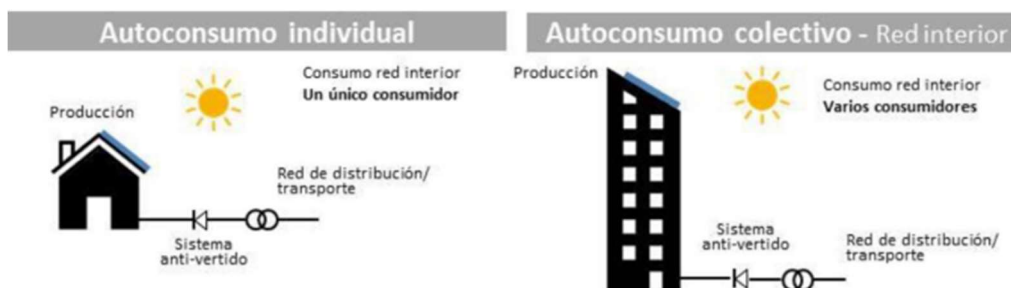 Autoconsumo individual
Consumo red interior
Un único consumidor
Producción
Red de distribución/
transporte
Sistema
anti-vertido
Autoconsumo colectivo - Red interior
Producción
Consumo red interior
Varios consumidores
Sistema
anti-vertido
Red de distribución/
transporte